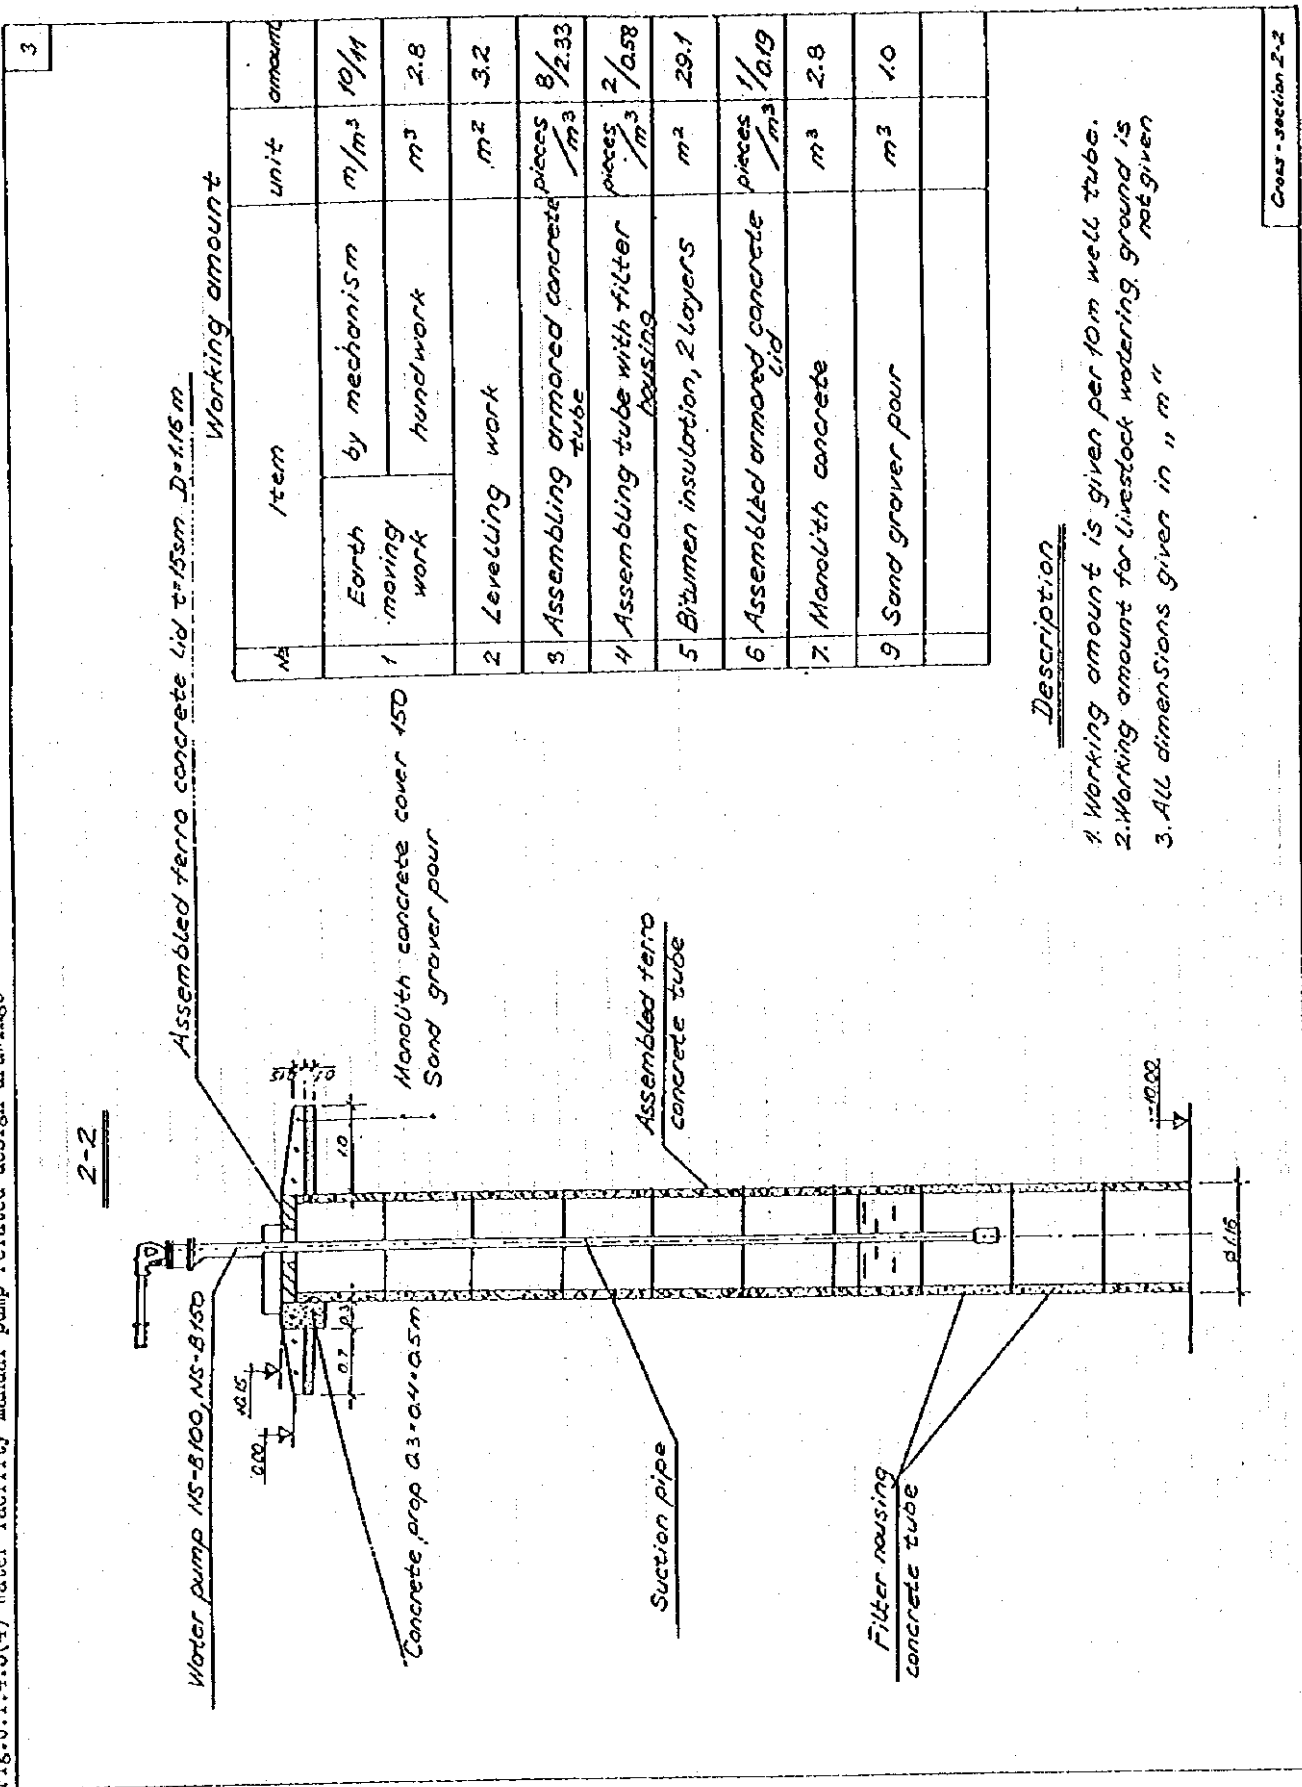 3
2-2
Assembled ferro concrete Lid t=15sm D=1.16m
Water pump NS-B100, NS-B150
0.00
+0.15
0.7
0.3
1.0
Monolith concrete cover 150
Sand graver pour
Concrete prop 0.3*0.4*0.5m
Suction pipe
Assembled ferro
concrete tube
Filter housing
concrete tube
-10.00
ø1.16
Working amount
№ Item unit amount
1 Earth moving work by mechanism m/m³ 10/11
handwork m³ 2.8
2 Levelling work m² 3.2
3 Assembling armored concrete tube pieces/m³ 8/2.33
4 Assembling tube with filter housing pieces/m³ 2/0.58
5 Bitumen insulation, 2 layers m² 29.1
6 Assembled armored concrete Lid pieces/m³ 1/0.19
7. Monolith concrete m³ 2.8
9 Sand graver pour m³ 1.0
Description
1. Working amount is given per 10m well tube.
2. Working amount for livestock watering ground is
not given
3. All dimensions given in „m"
Cross-section 2-2